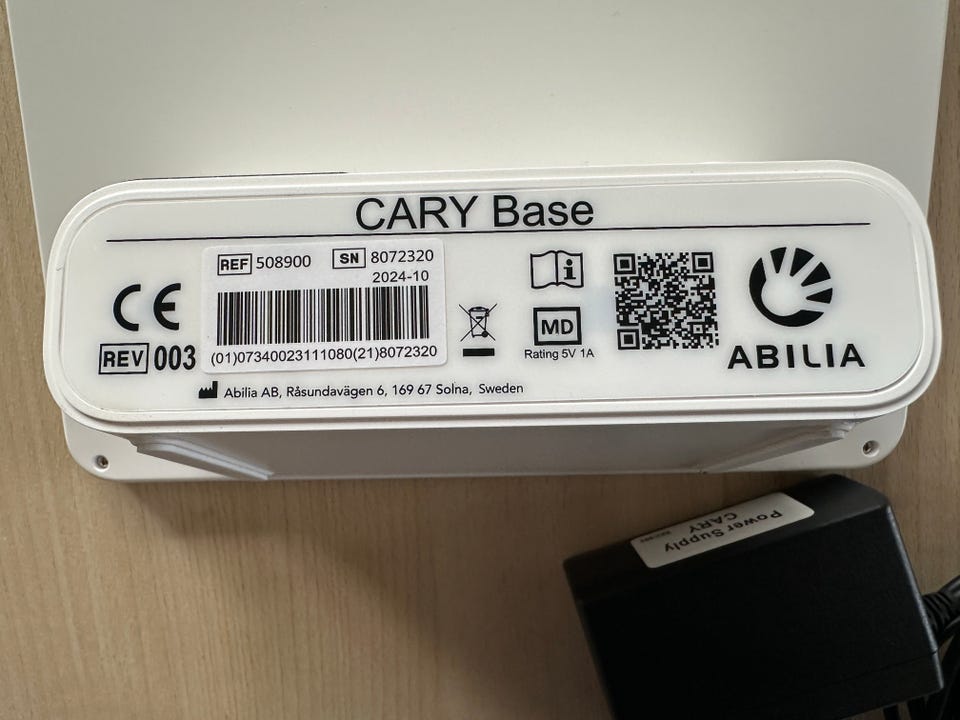 CARY Base
REF 508900 SN 8072320
2024-10
(01)07340023111080(21)8072320
CE
REV 003
MD
Rating 5V 1A
ABILIA
Abilia AB, Råsundavägen 6, 169 67 Solna, Sweden
Power Supply
CARY